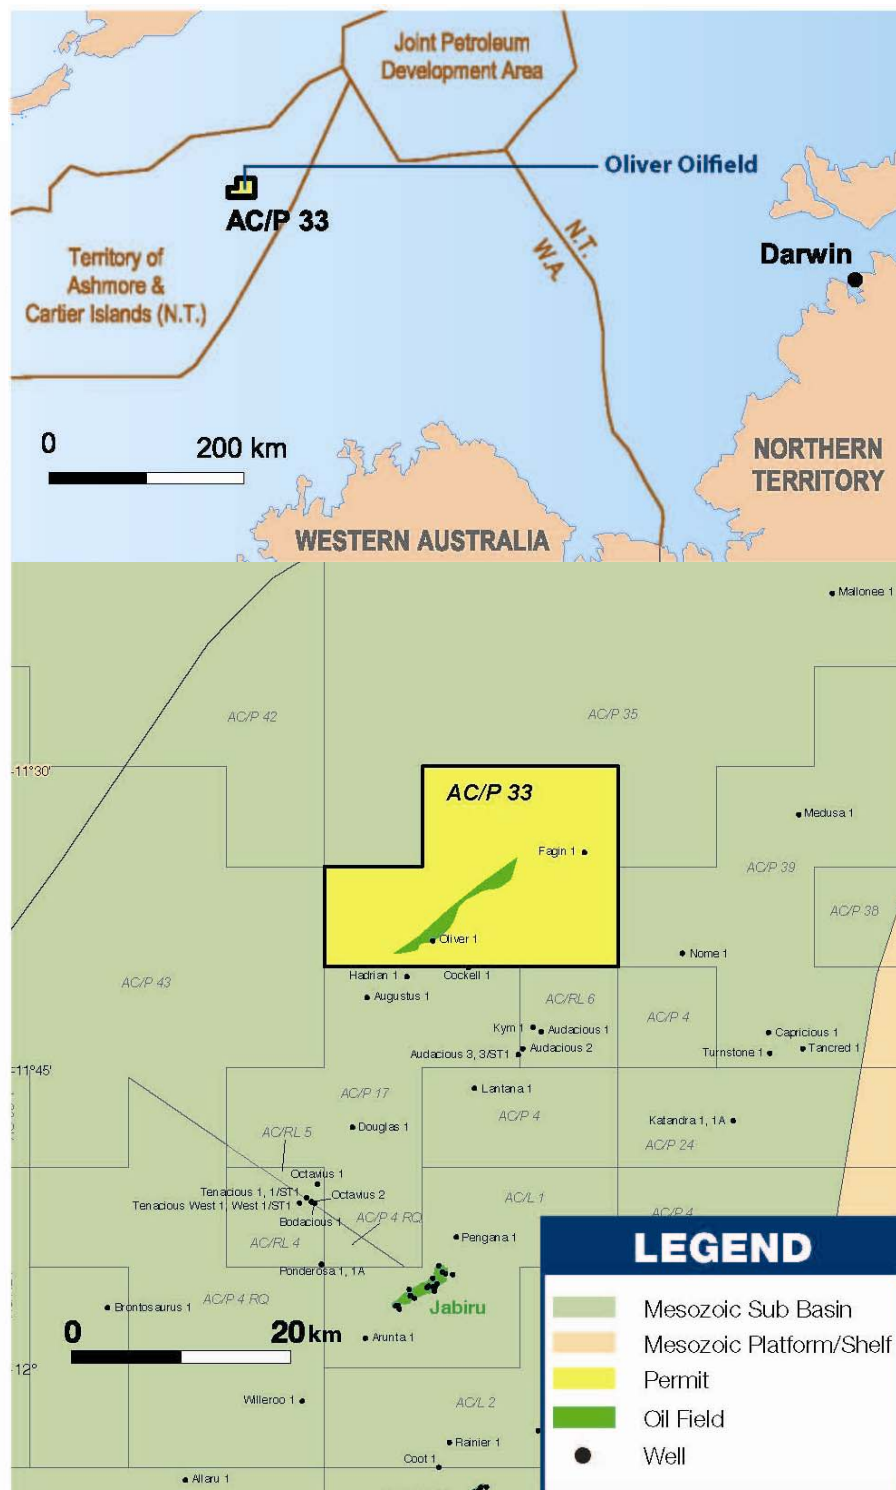 Joint Petroleum
Development Area
Oliver Oilfield
AC/P 33
N.T.
W.A.
Darwin
Territory of
Ashmore &
Cartier Islands (N.T.)
0 200 km
NORTHERN
TERRITORY
WESTERN AUSTRALIA
Mallonee 1
AC/P 42
AC/P 35
11°30'
AC/P 33
Medusa 1
Fagin 1
AC/P 39
AC/P 38
Oliver 1
Nome 1
Hadrian 1
Cockell 1
AC/P 43
Augustus 1
AC/RL 6
AC/P 4
Kym 1
Audacious 1
Capricious 1
Audacious 2
Audacious 3, 3/ST1
Turnstone 1
Tancred 1
11°45'
Lantana 1
AC/P 17
AC/P 4
Katandra 1, 1A
Douglas 1
AC/RL 5
AC/P 24
Octavius 1
Tenacious 1, 1/ST1
Octavius 2
Tenacious West 1, West 1/ST1
AC/L 1
AC/P 4
Bodacious 1
AC/P 4 RQ
AC/RL 4
Pengana 1
Ponderosa 1, 1A
AC/P 4 RQ
Brontosaurus 1
Jabiru
0 20 km
Arunta 1
12°
Willeroo 1
AC/L 2
Rainier 1
Coot 1
Allaru 1
LEGEND
Mesozoic Sub Basin
Mesozoic Platform/Shelf
Permit
Oil Field
Well